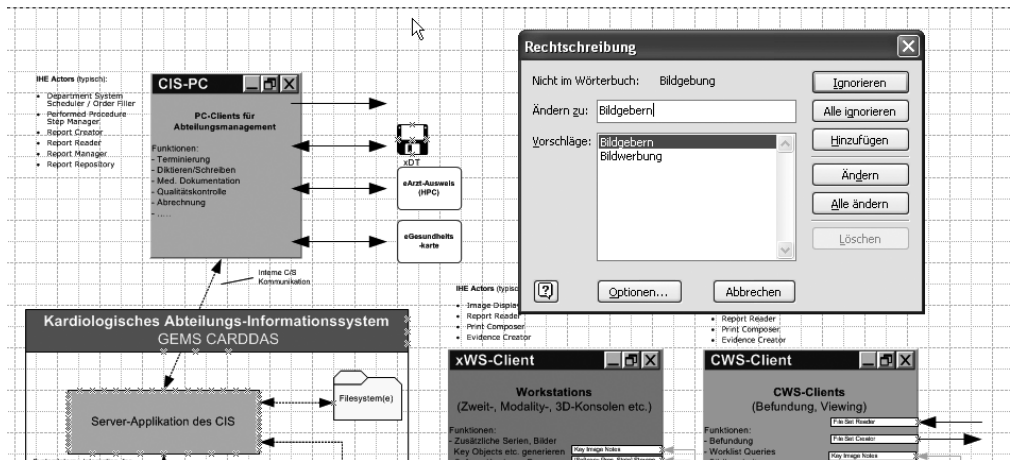 IHE Actors (typisch):
• Department System
Scheduler / Order Filler
• Performed Procedure
Step Manager
• Report Creator
• Report Reader
• Report Manager
• Report Repository
CIS-PC
PC-Clients für
Abteilungsmanagement
Funktionen:
- Terminierung
- Diktieren/Schreiben
- Med. Dokumentation
- Qualitätskontrolle
- Abrechnung
- ......
xDT
eArzt-Ausweis
(HPC)
eGesundheits
-karte
Interne C/S
Kommunikation
Rechtschreibung
Nicht im Wörterbuch: Bildgebung
Ändern zu: Bildgebern
Vorschläge: Bildgebern
Bildwerbung
Ignorieren
Alle ignorieren
Hinzufügen
Ändern
Alle ändern
Löschen
Optionen...
Abbrechen
Kardiologisches Abteilungs-Informationssystem
GEMS CARDDAS
Server-Applikation des CIS
Filesystem(e)
IHE Actors (typisc
• Image Display
• Report Reader
• Print Composer
• Evidence Creator
• Report Reader
• Print Composer
• Evidence Creator
xWS-Client
Workstations
(Zweit-, Modality-, 3D-Konsolen etc.)
Funktionen:
- Zusätzliche Serien, Bilder
Key Objects etc. generieren
Key Image Notes
CWS-Client
CWS-Clients
(Befundung, Viewing)
Funktionen:
- Befundung
- Worklist Queries
File Set Reader
File Set Creator
Key Image Notes